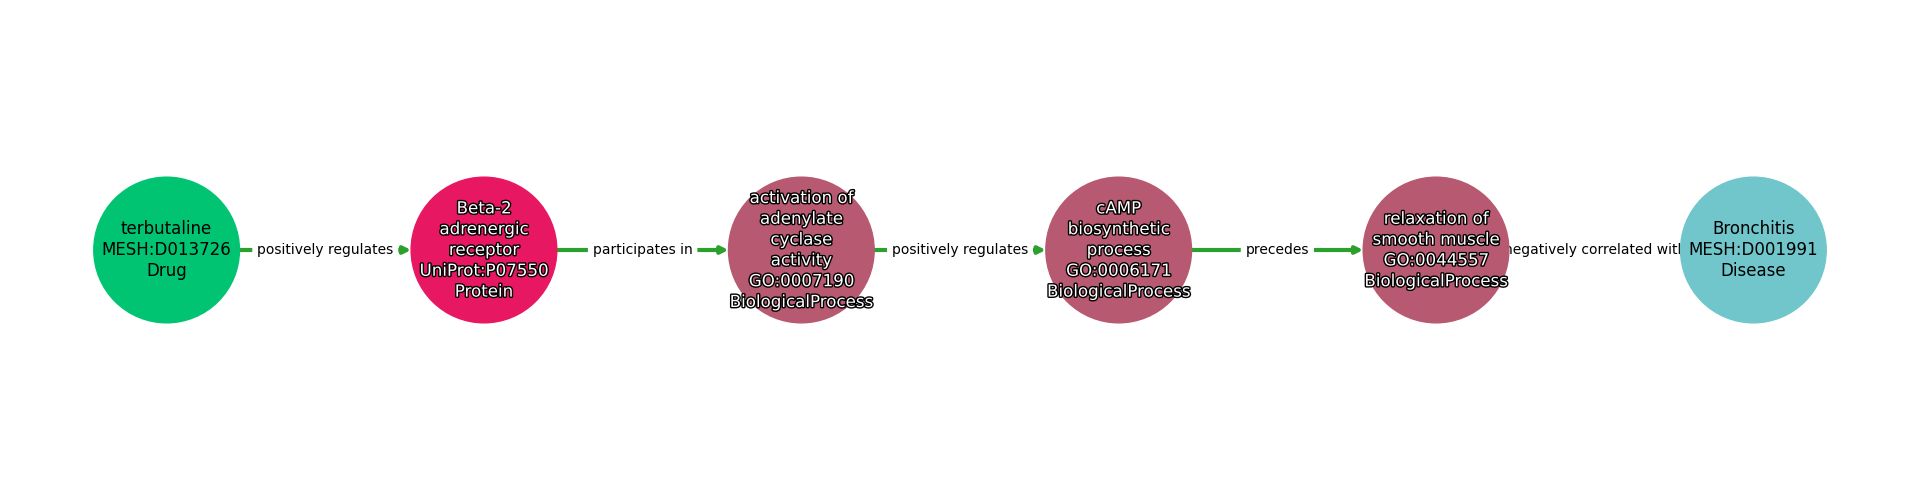 terbutaline
MESH:D013726
Drug
positively regulates
Beta-2
adrenergic
receptor
UniProt:P07550
Protein
participates in
activation of
adenylate
cyclase
activity
GO:0007190
BiologicalProcess
positively regulates
cAMP
biosynthetic
process
GO:0006171
BiologicalProcess
precedes
relaxation of
smooth muscle
GO:0044557
BiologicalProcess
negatively correlated with
Bronchitis
MESH:D001991
Disease